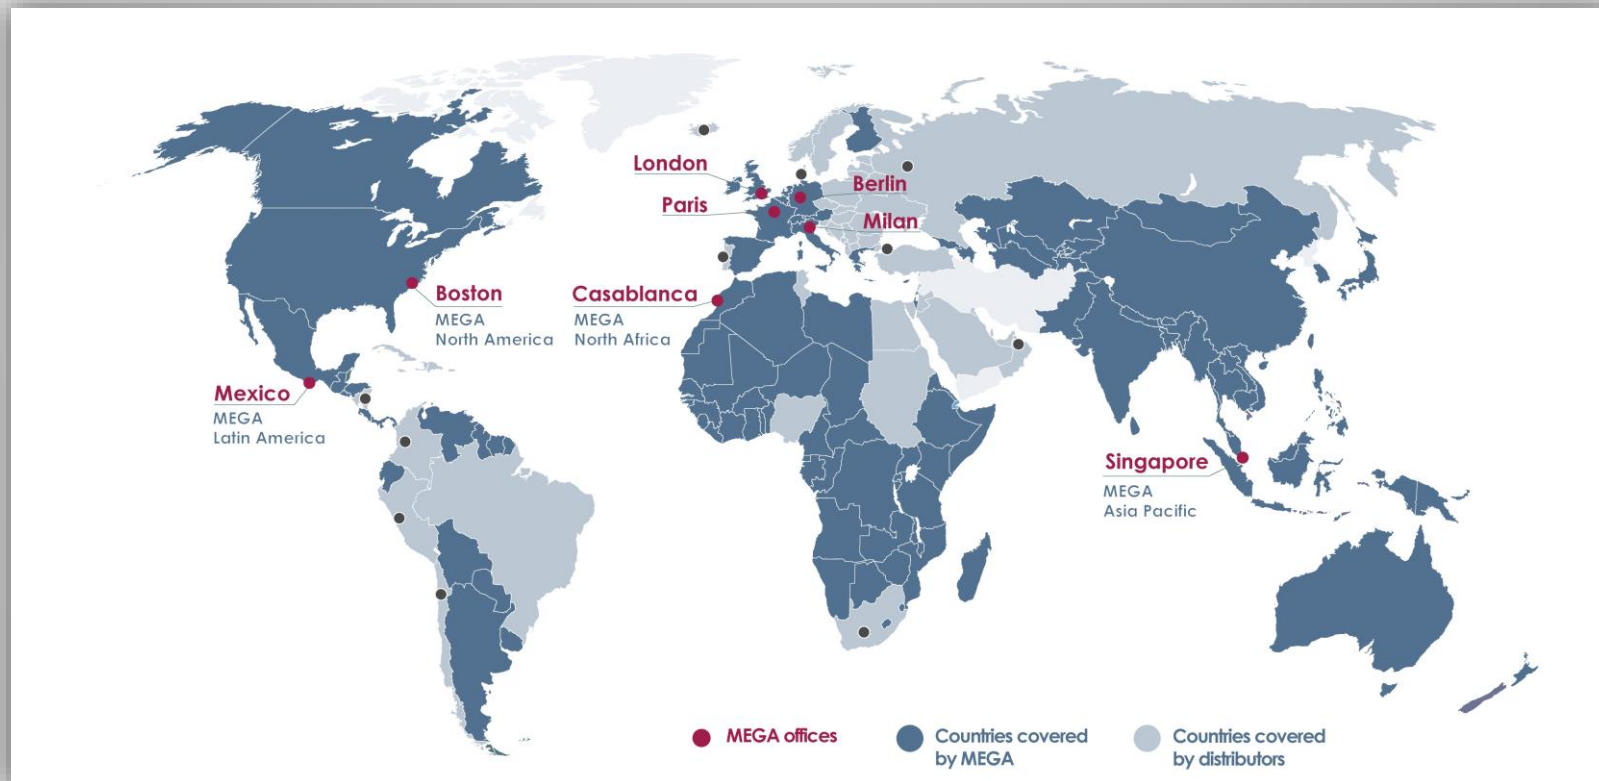 London
Berlin
Paris
Milan
Boston
MEGA
North America
Casablanca
MEGA
North Africa
Mexico
MEGA
Latin America
Singapore
MEGA
Asia Pacific
MEGA offices
Countries covered
by MEGA
Countries covered
by distributors